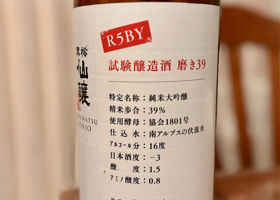 R5BY
試験醸造酒 磨き39
特定名称：純米大吟醸
精米歩合：39％
使用酵母：協会1801号
仕込水：南アルプスの伏流水
アルコール分：16度
日本酒度：−3
酸度：1.5
アミノ酸度：0.8
黒松
仙醸